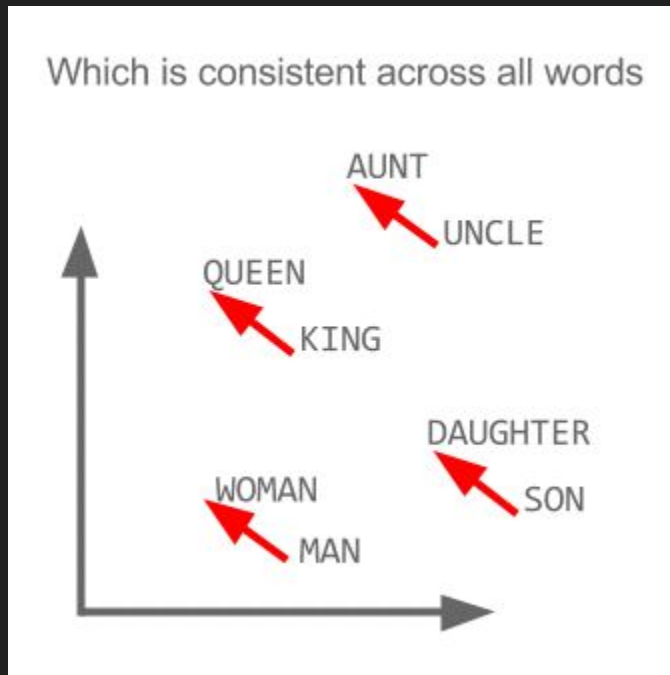 Which is consistent across all words
AUNT
UNCLE
QUEEN
KING
DAUGHTER
WOMAN
SON
MAN